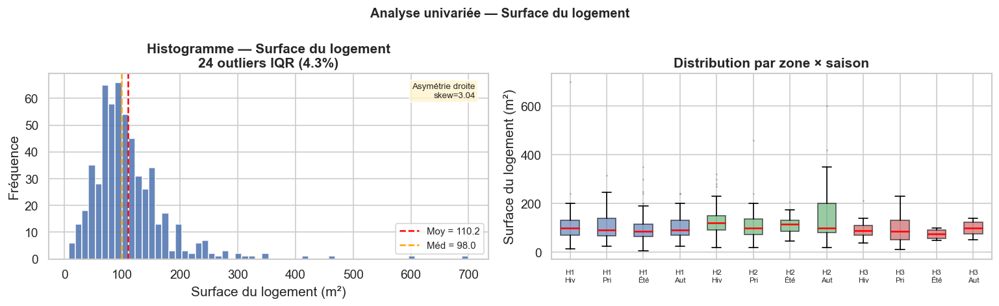 Analyse univariée — Surface du logement
Histogramme — Surface du logement
24 outliers IQR (4.3%)
Asymétrie droite
skew=3.04
Moy = 110.2
Méd = 98.0
Fréquence
0
10
20
30
40
50
60
0 100 200 300 400 500 600 700
Surface du logement (m²)
Distribution par zone × saison
Surface du logement (m²)
0
200
400
600
H1 H1 H1 H1 H2 H2 H2 H2 H3 H3 H3 H3
Hiv Pri Été Aut Hiv Pri Été Aut Hiv Pri Été Aut